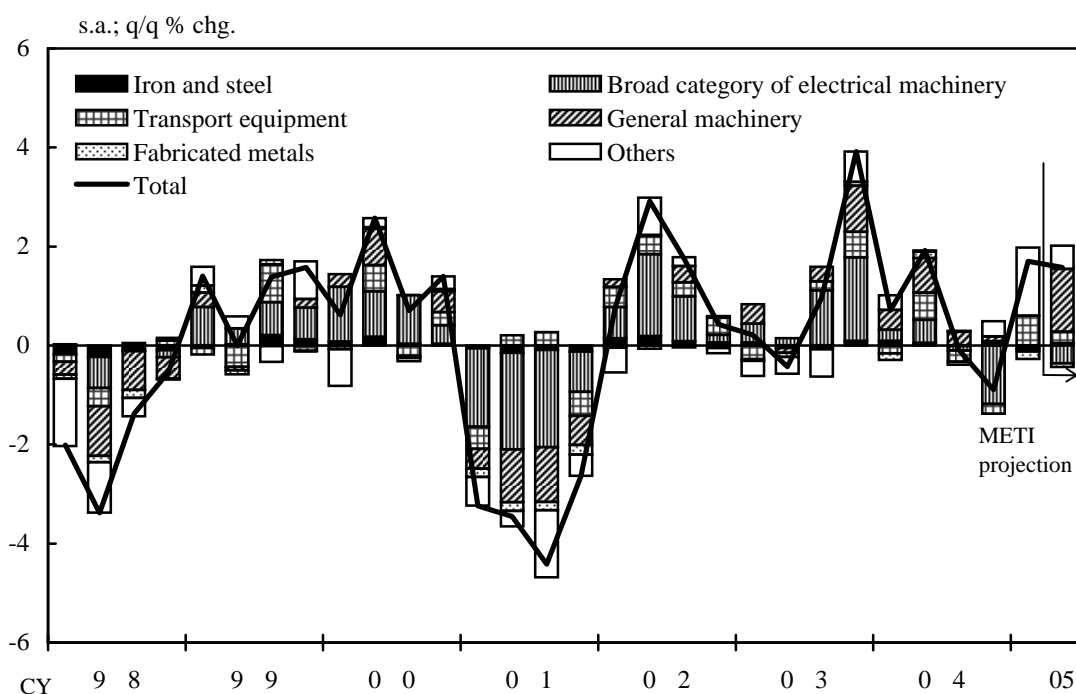 s.a.; q/q % chg.
6
Iron and steel
Broad category of electrical machinery
Transport equipment
General machinery
4
Fabricated metals
Others
Total
2
0
-2
METI
projection
-4
-6
CY 9 8 9 9 0 0 0 1 0 2 0 3 0 4 05